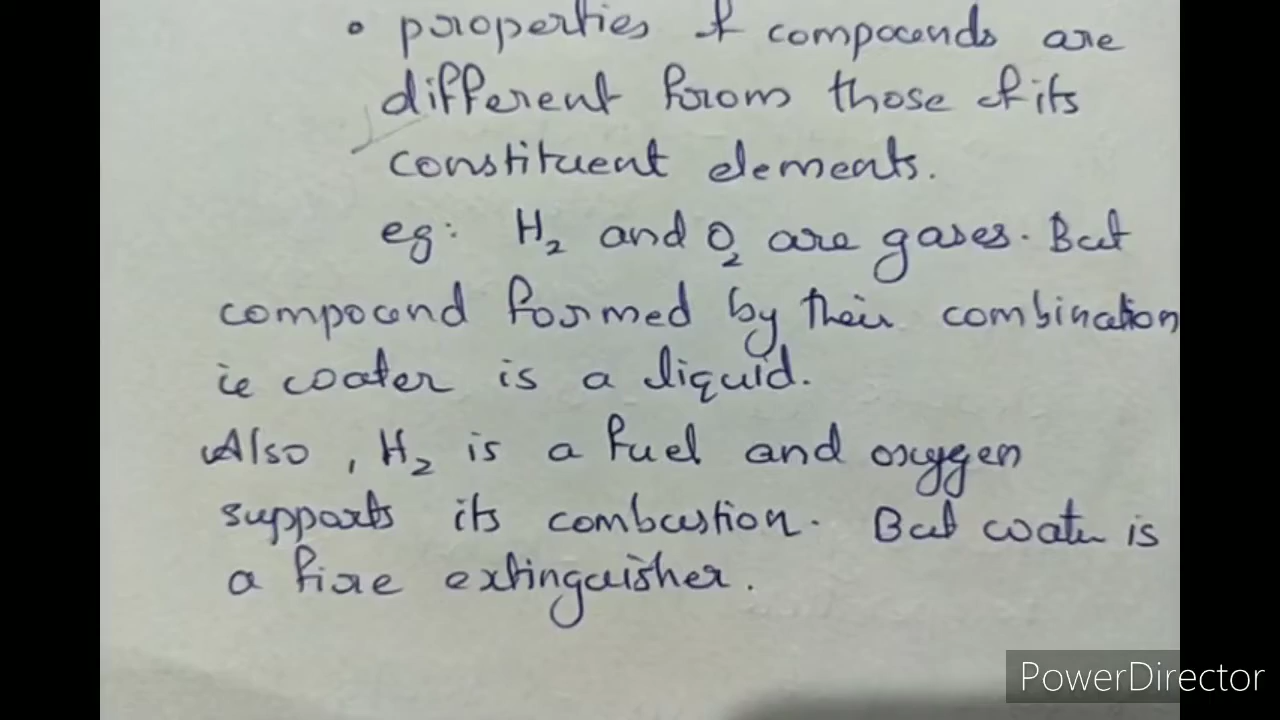 • properties of compounds are
different from those of its
constituent elements.
eg: H₂ and O₂ are gases. But
compound formed by their combination
ie water is a liquid.
Also, H₂ is a fuel and oxygen
supports its combustion. But water is
a fire extinguisher.
PowerDirector